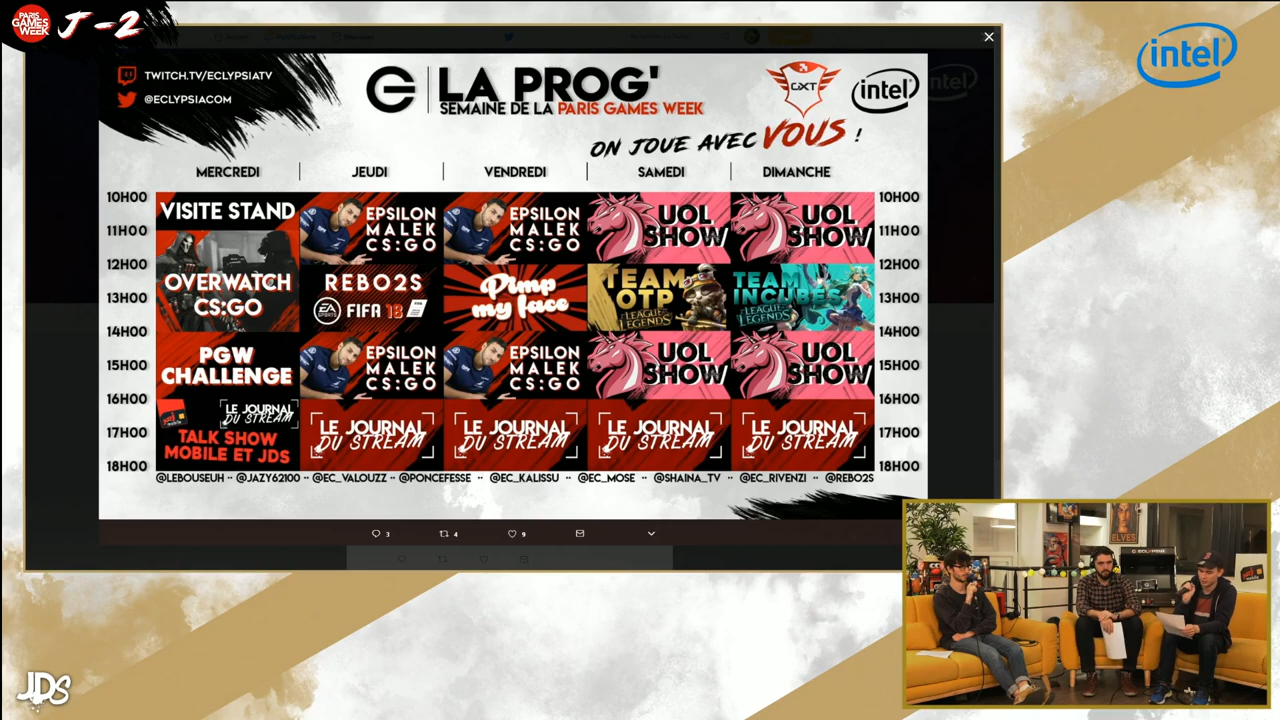 PARIS
GAMES
WEEK
J-2
intel
TWITCH.TV/ECLYPSIATV
@ECLYPSIACOM
LA PROG'
SEMAINE DE LA PARIS GAMES WEEK
GXT
intel
ON JOUE AVEC VOUS !
MERCREDI
JEUDI
VENDREDI
SAMEDI
DIMANCHE
10H00
11H00
12H00
13H00
14H00
15H00
16H00
17H00
18H00
VISITE STAND
OVERWATCH
CS:GO
PGW
CHALLENGE
LE JOURNAL
DU STREAM
TALK SHOW
MOBILE ET JDS
EPSILON
MALEK
CS:GO
REBO2S
EA
SPORTS
FIFA 18
EPSILON
MALEK
CS:GO
LE JOURNAL
DU STREAM
EPSILON
MALEK
CS:GO
Pimp
my face
EPSILON
MALEK
CS:GO
LE JOURNAL
DU STREAM
UOL
SHOW
TEAM
OTP
LEAGUE
LEGENDS
UOL
SHOW
LE JOURNAL
DU STREAM
UOL
SHOW
TEAM
INCUBES
LEAGUE
LEGENDS
UOL
SHOW
LE JOURNAL
DU STREAM
10H00
11H00
12H00
13H00
14H00
15H00
16H00
17H00
18H00
@LEBOUSEUH •• @JAZY62100 •• @EC_VALOUZZ •• @PONCEFESSE •• @EC_KALISSU •• @EC_MOSE •• @SHAINA_TV •• @EC_RIVENZI •• @REBO2S
3
4
9
ELVES
ECLYPSIA
JDS